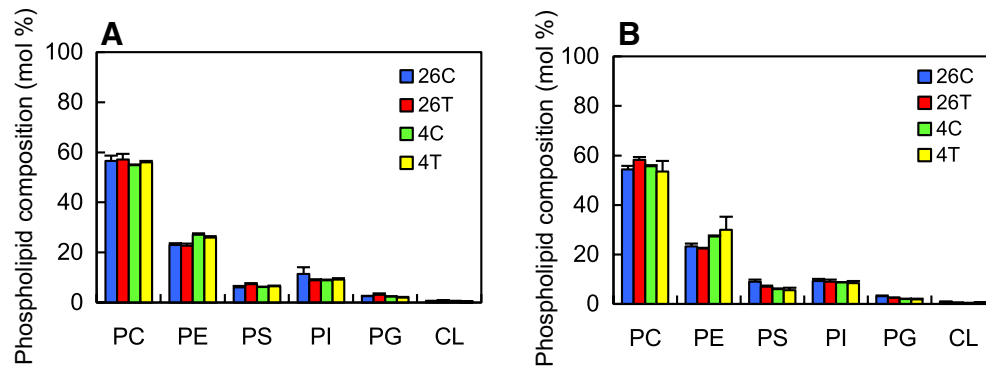 A
Phospholipid composition (mol %)
100
80
60
40
20
0
26C
26T
4C
4T
PC PE PS PI PG CL
B
Phospholipid composition (mol %)
100
80
60
40
20
0
26C
26T
4C
4T
PC PE PS PI PG CL